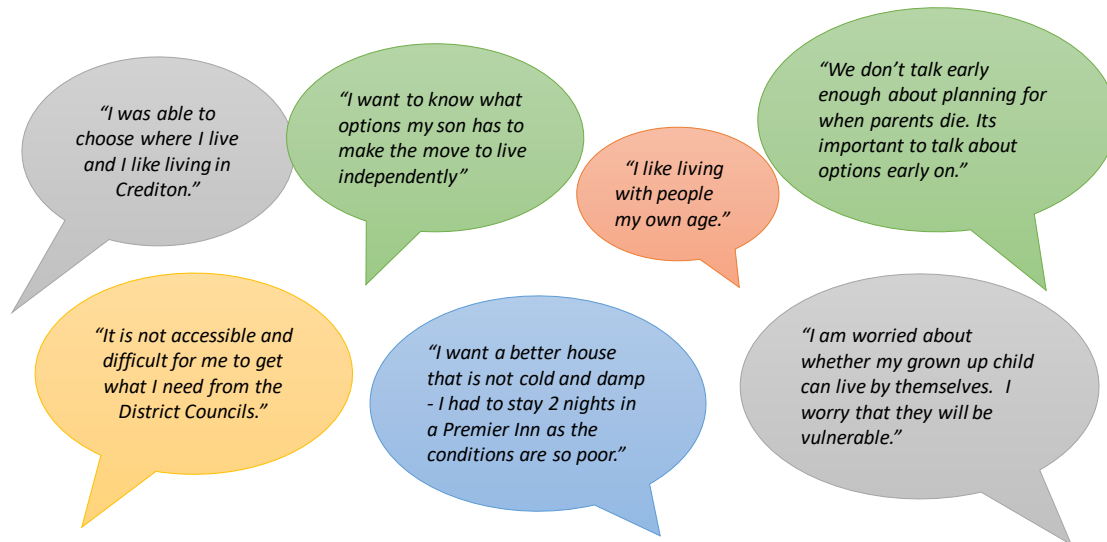 “I was able to
choose where I live
and I like living in
Crediton.”
“I want to know what
options my son has to
make the move to live
independently”
“I like living
with people
my own age.”
“We don’t talk early
enough about planning for
when parents die. Its
important to talk about
options early on.”
“It is not accessible and
difficult for me to get
what I need from the
District Councils.”
“I want a better house
that is not cold and damp
- I had to stay 2 nights in
a Premier Inn as the
conditions are so poor.”
“I am worried about
whether my grown up child
can live by themselves.  I
worry that they will be
vulnerable.”